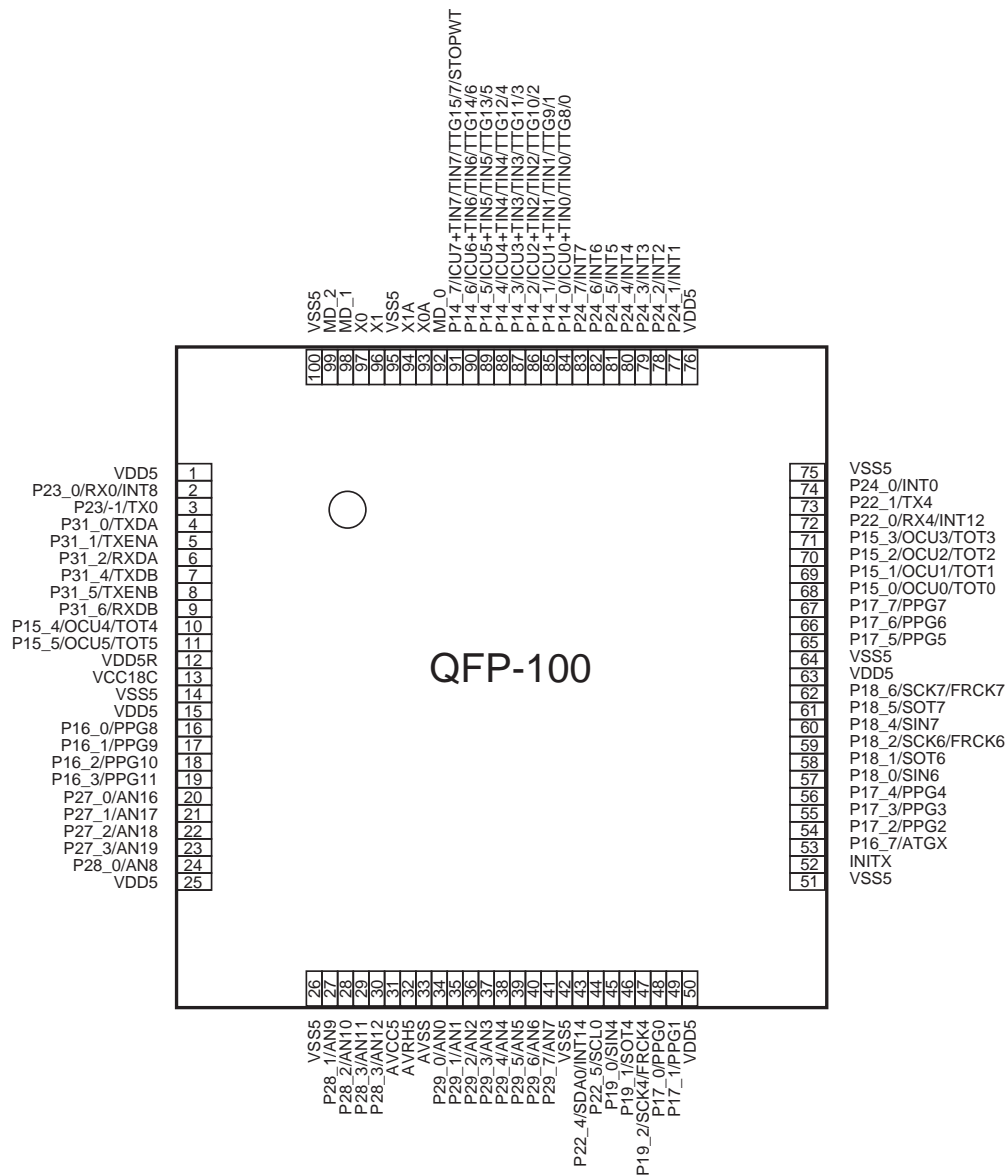 P14_7/ICU7+TIN7/TIN7/TTG15/7/STOPWT
P14_6/ICU6+TIN6/TIN6/TTG14/6
P14_5/ICU5+TIN5/TIN5/TTG13/5
P14_4/ICU4+TIN4/TIN4/TTG12/4
P14_3/ICU3+TIN3/TIN3/TTG11/3
P14_2/ICU2+TIN2/TIN2/TTG10/2
P14_1/ICU1+TIN1/TIN1/TTG9/1
P14_0/ICU0+TIN0/TIN0/TTG8/0
VSS5
MD_2
MD_1
X0
X1
VSS5
X1A
X0A
MD_0
P24_7/INT7
P24_6/INT6
P24_5/INT5
P24_4/INT4
P24_3/INT3
P24_2/INT2
P24_1/INT1
VDD5
100 99 98 97 96 95 94 93 92 91 90 89 88 87 86 85 84 83 82 81 80 79 78 77 76
VDD5 1
P23_0/RX0/INT8 2
P23/-1/TX0 3
P31_0/TXDA 4
P31_1/TXENA 5
P31_2/RXDA 6
P31_4/TXDB 7
P31_5/TXENB 8
P31_6/RXDB 9
P15_4/OCU4/TOT4 10
P15_5/OCU5/TOT5 11
VDD5R 12
VCC18C 13
VSS5 14
VDD5 15
P16_0/PPG8 16
P16_1/PPG9 17
P16_2/PPG10 18
P16_3/PPG11 19
P27_0/AN16 20
P27_1/AN17 21
P27_2/AN18 22
P27_3/AN19 23
P28_0/AN8 24
VDD5 25
QFP-100
75 VSS5
74 P24_0/INT0
73 P22_1/TX4
72 P22_0/RX4/INT12
71 P15_3/OCU3/TOT3
70 P15_2/OCU2/TOT2
69 P15_1/OCU1/TOT1
68 P15_0/OCU0/TOT0
67 P17_7/PPG7
66 P17_6/PPG6
65 P17_5/PPG5
64 VSS5
63 VDD5
62 P18_6/SCK7/FRCK7
61 P18_5/SOT7
60 P18_4/SIN7
59 P18_2/SCK6/FRCK6
58 P18_1/SOT6
57 P18_0/SIN6
56 P17_4/PPG4
55 P17_3/PPG3
54 P17_2/PPG2
53 P16_7/ATGX
52 INITX
51 VSS5
26 27 28 29 30 31 32 33 34 35 36 37 38 39 40 41 42 43 44 45 46 47 48 49 50
VSS5
P28_1/AN9
P28_2/AN10
P28_3/AN11
P28_3/AN12
AVCC5
AVRH5
AVSS
P29_0/AN0
P29_1/AN1
P29_2/AN2
P29_3/AN3
P29_4/AN4
P29_5/AN5
P29_6/AN6
P29_7/AN7
VSS5
P22_4/SDA0/INT14
P22_5/SCL0
P19_0/SIN4
P19_1/SOT4
P19_2/SCK4/FRCK4
P17_0/PPG0
P17_1/PPG1
VDD5